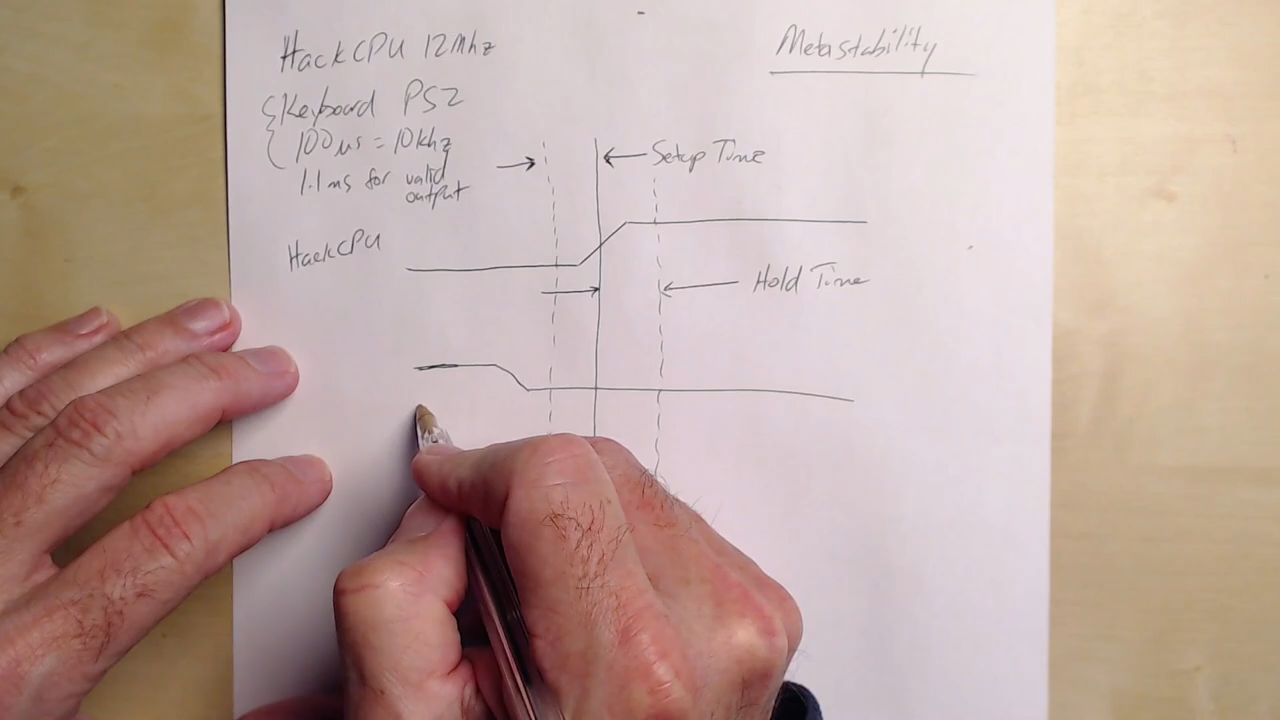 HackCPU 12Mhz
Metastability
Keyboard PS2
100us = 10khz
1.1ms for valid
output
Setup Time
HackCPU
Hold Time